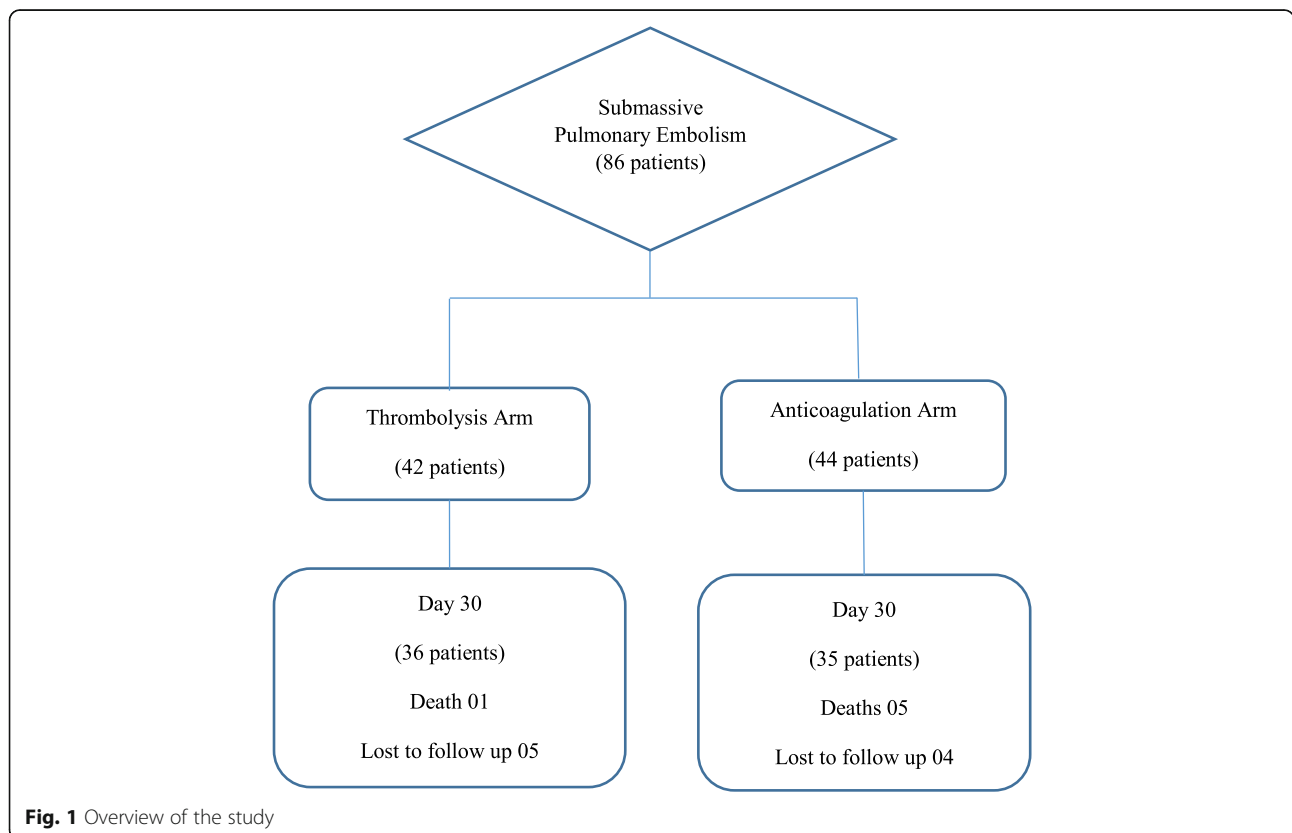 Submassive
Pulmonary Embolism
(86 patients)
Thrombolysis Arm
(42 patients)
Anticoagulation Arm
(44 patients)
Day 30
(36 patients)
Death 01
Lost to follow up 05
Day 30
(35 patients)
Deaths 05
Lost to follow up 04
Fig. 1 Overview of the study